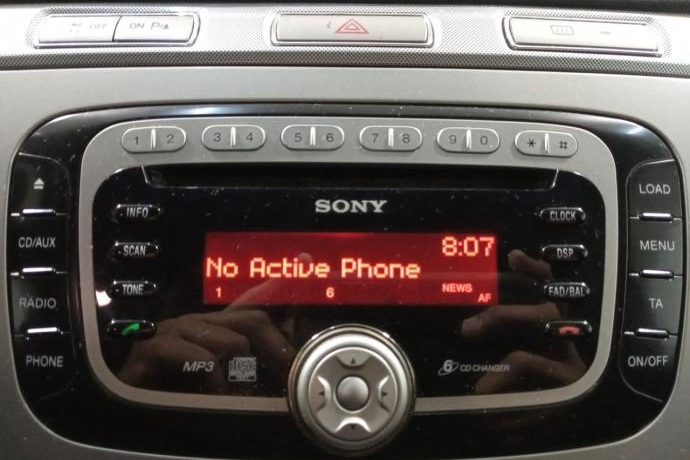 OFF ON P
1 2 3 4 5 6 7 8 9 0 * #
LOAD
SONY
INFO
CLOCK
CD/AUX
SCAN
8:07
DSP
MENU
No Active Phone
TONE
1 6 NEWS AF
FAD/BAL
RADIO
TA
PHONE
MP3
6 CD CHANGER
ON/OFF